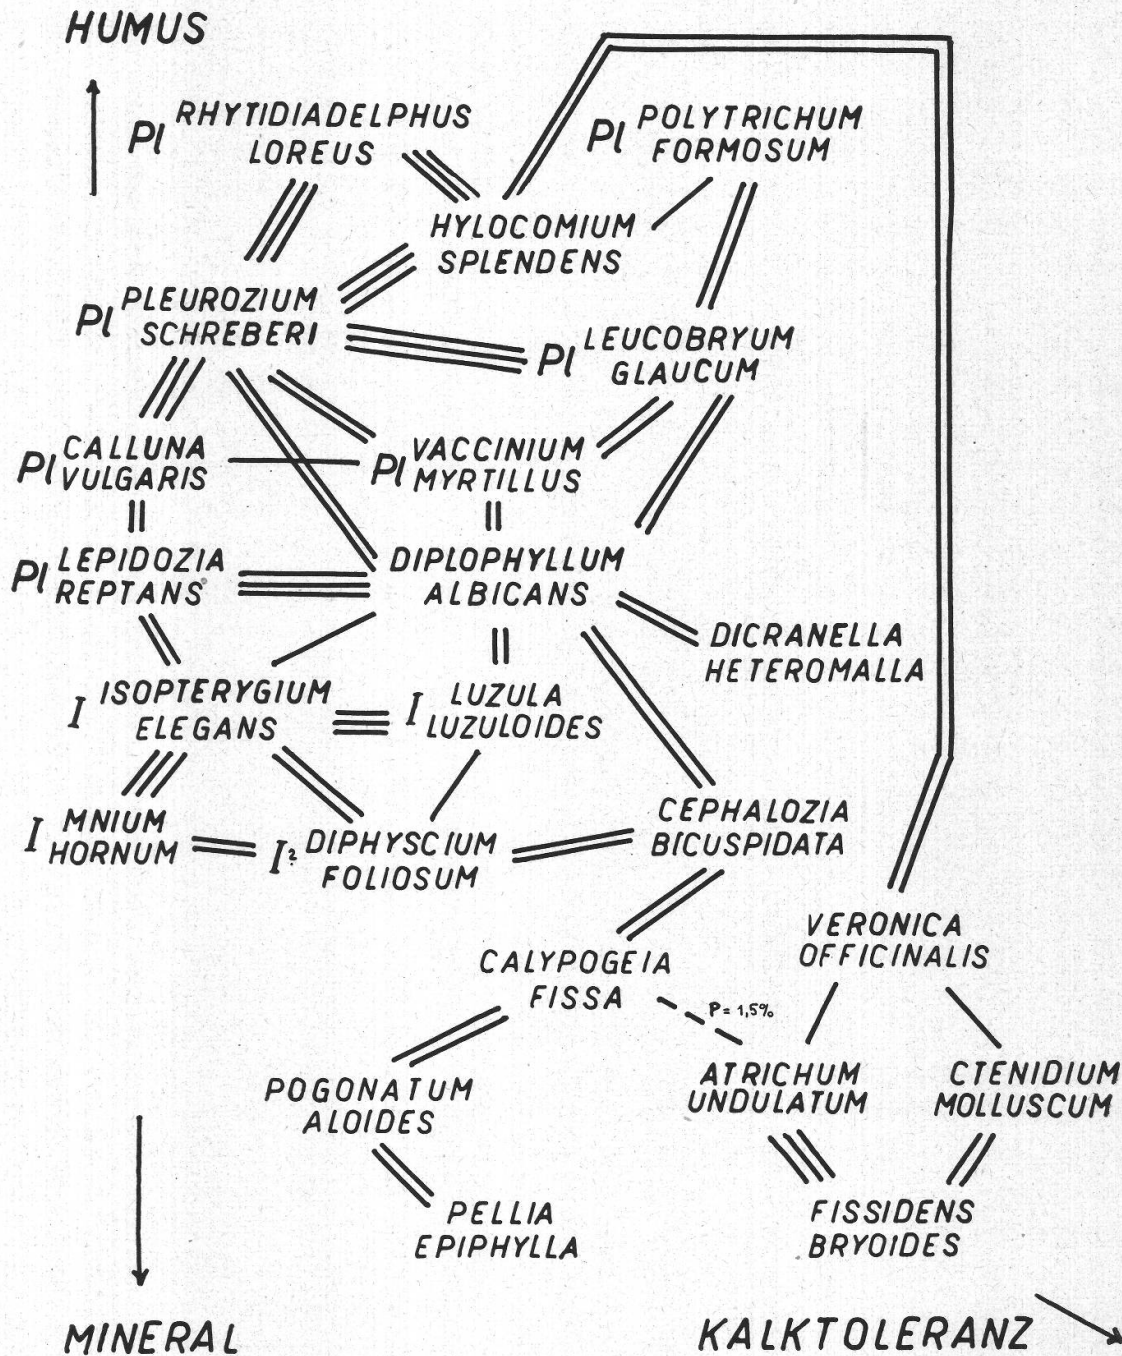 HUMUS
Pl RHYTIDIADELPHUS
LOREUS
Pl POLYTRICHUM
FORMOSUM
HYLOCOMIUM
SPLENDENS
Pl PLEUROZIUM
SCHREBERI
Pl LEUCOBRYUM
GLAUCUM
Pl CALLUNA
VULGARIS
Pl VACCINIUM
MYRTILLUS
Pl LEPIDOZIA
REPTANS
DIPLOPHYLLUM
ALBICANS
DICRANELLA
HETEROMALLA
I ISOPTERYGIUM
ELEGANS
I LUZULA
LUZULOIDES
I MNIUM
HORNUM
I? DIPHYSCIUM
FOLIOSUM
CEPHALOZIA
BICUSPIDATA
VERONICA
OFFICINALIS
CALYPOGEIA
FISSA
P = 1,5%
POGONATUM
ALOIDES
ATRICHUM
UNDULATUM
CTENIDIUM
MOLLUSCUM
PELLIA
EPIPHYLLA
FISSIDENS
BRYOIDES
MINERAL
KALKTOLERANZ